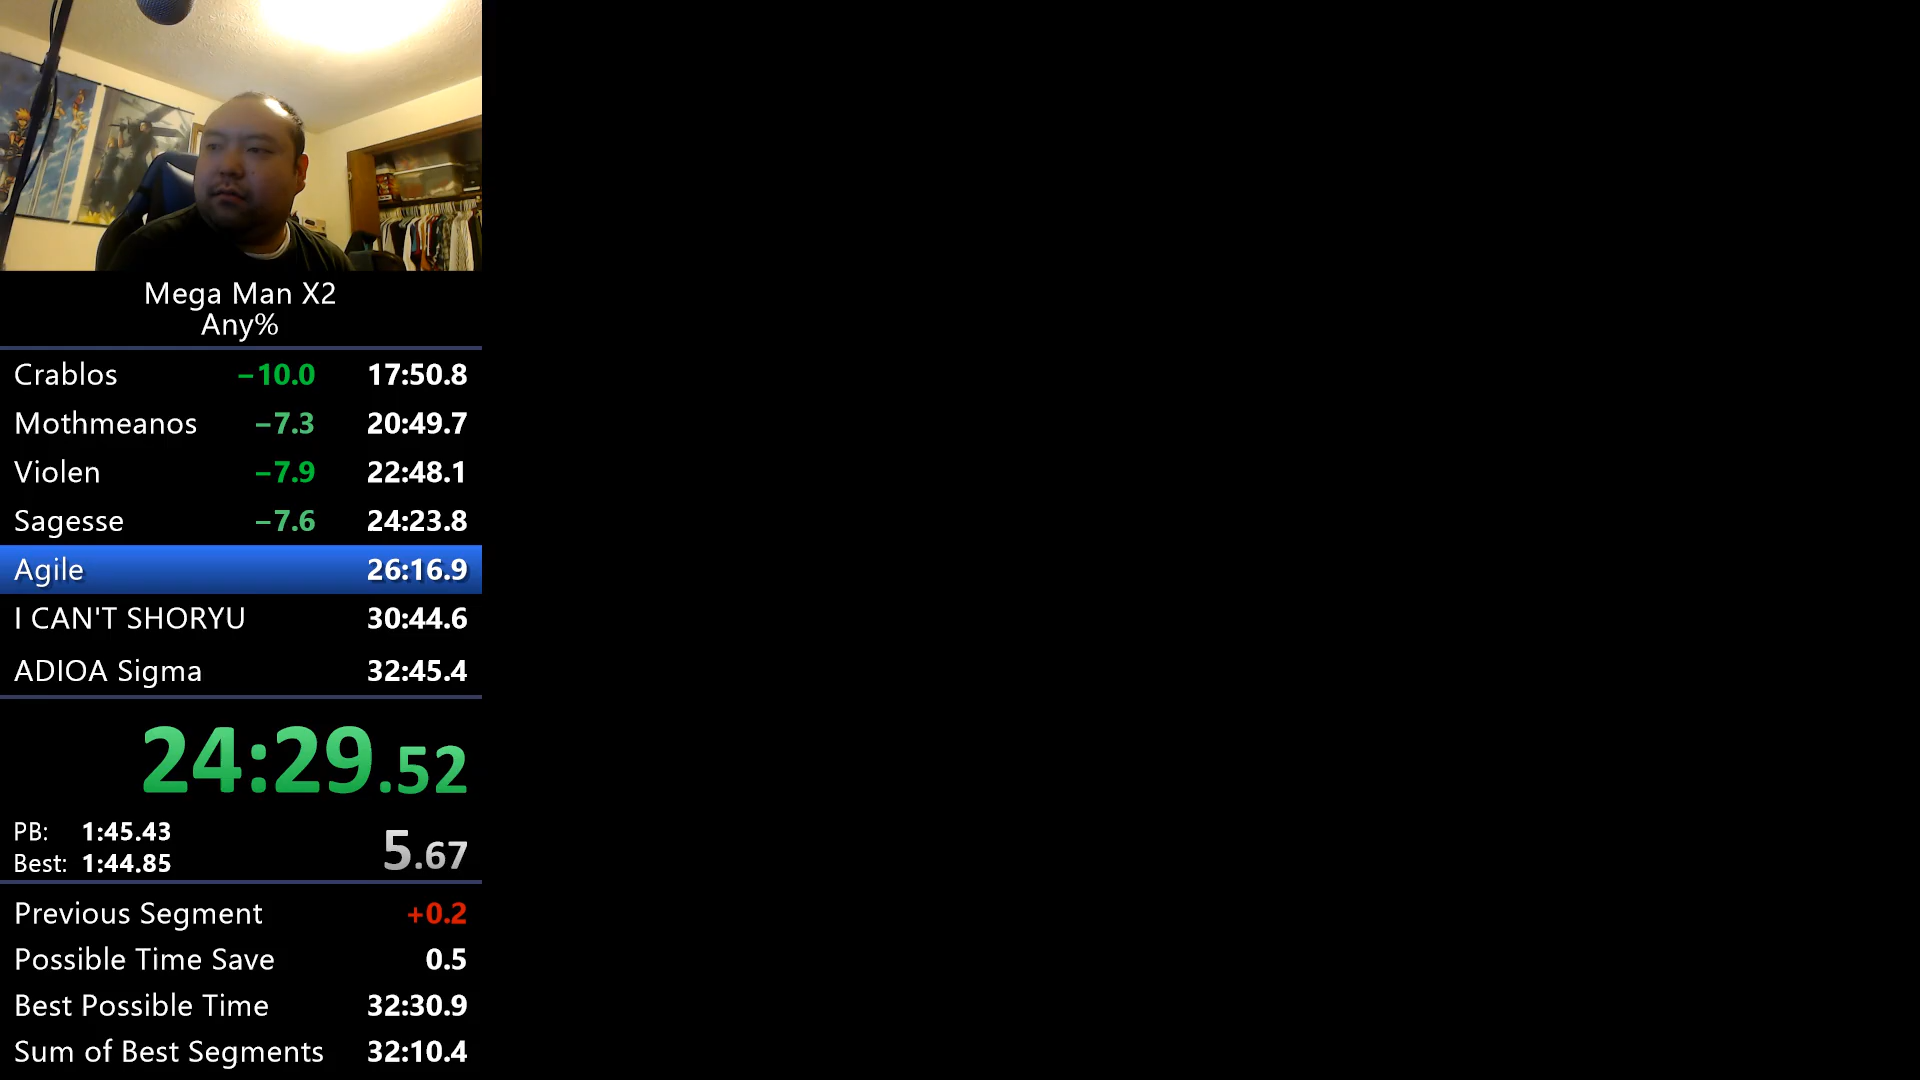 Mega Man X2
Any%
Crablos −10.0 17:50.8
Mothmeanos −7.3 20:49.7
Violen −7.9 22:48.1
Sagesse −7.6 24:23.8
Agile 26:16.9
I CAN'T SHORYU 30:44.6
ADIOA Sigma 32:45.4
24:29.52
PB: 1:45.43
Best: 1:44.85
5.67
Previous Segment +0.2
Possible Time Save 0.5
Best Possible Time 32:30.9
Sum of Best Segments 32:10.4